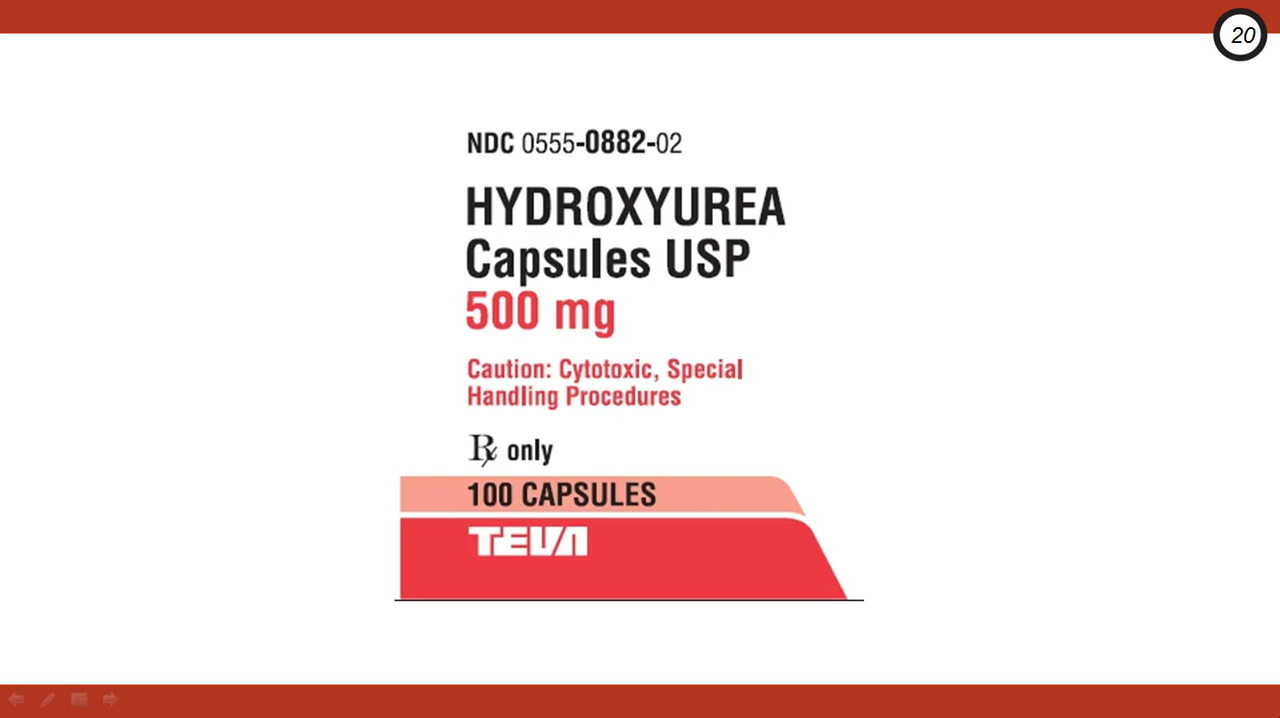 20
NDC 0555-0882-02
HYDROXYUREA
Capsules USP
500 mg
Caution: Cytotoxic, Special
Handling Procedures
Rx only
100 CAPSULES
TEVA